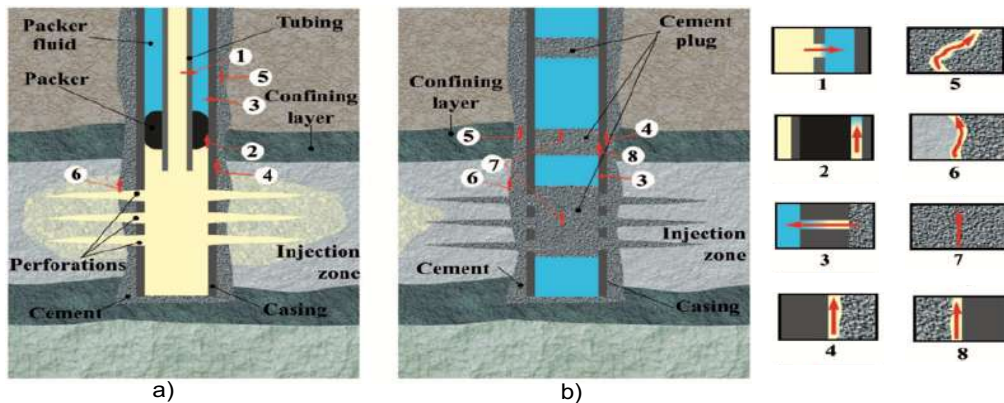 Packer
fluid
Packer
Tubing
1
5
3
Confining
layer
2
4
6
Perforations
Injection
zone
Cement
Casing
a)
Cement
plug
Confining
layer
5
4
7
8
6
3
Injection
zone
Cement
Casing
b)
1
5
2
6
3
7
4
8